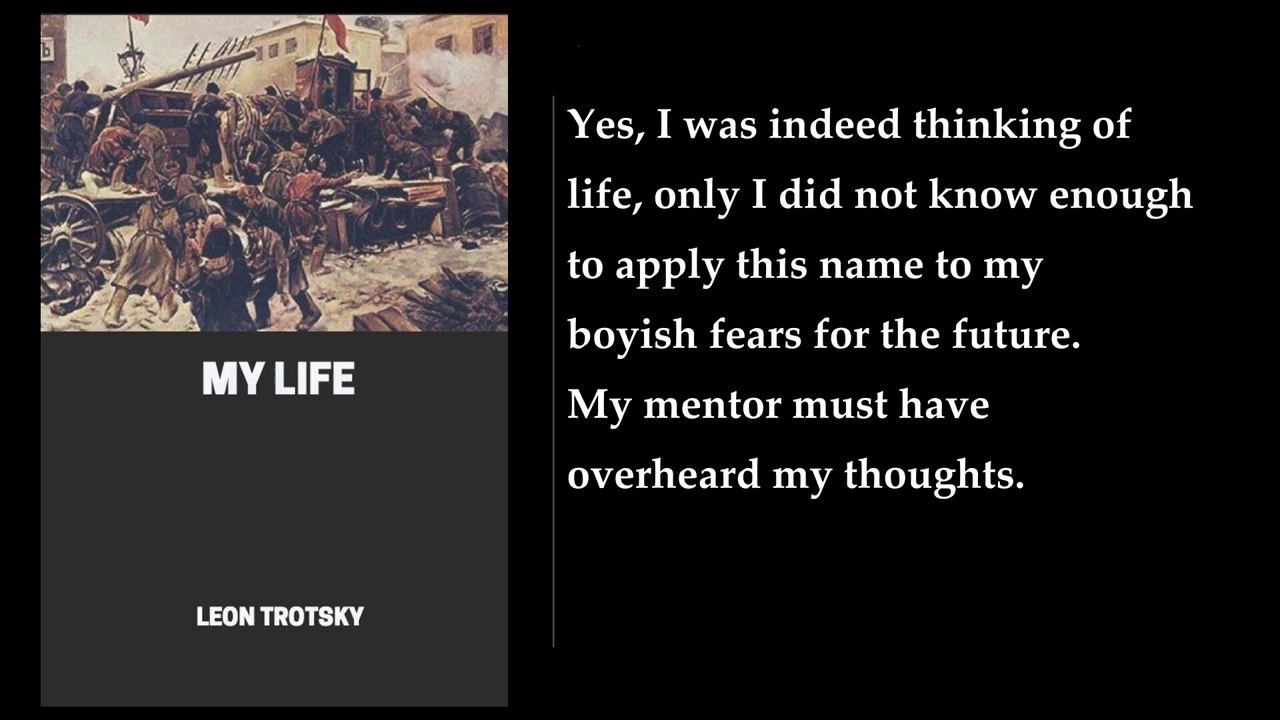 MY LIFE
LEON TROTSKY
Yes, I was indeed thinking of
life, only I did not know enough
to apply this name to my
boyish fears for the future.
My mentor must have
overheard my thoughts.